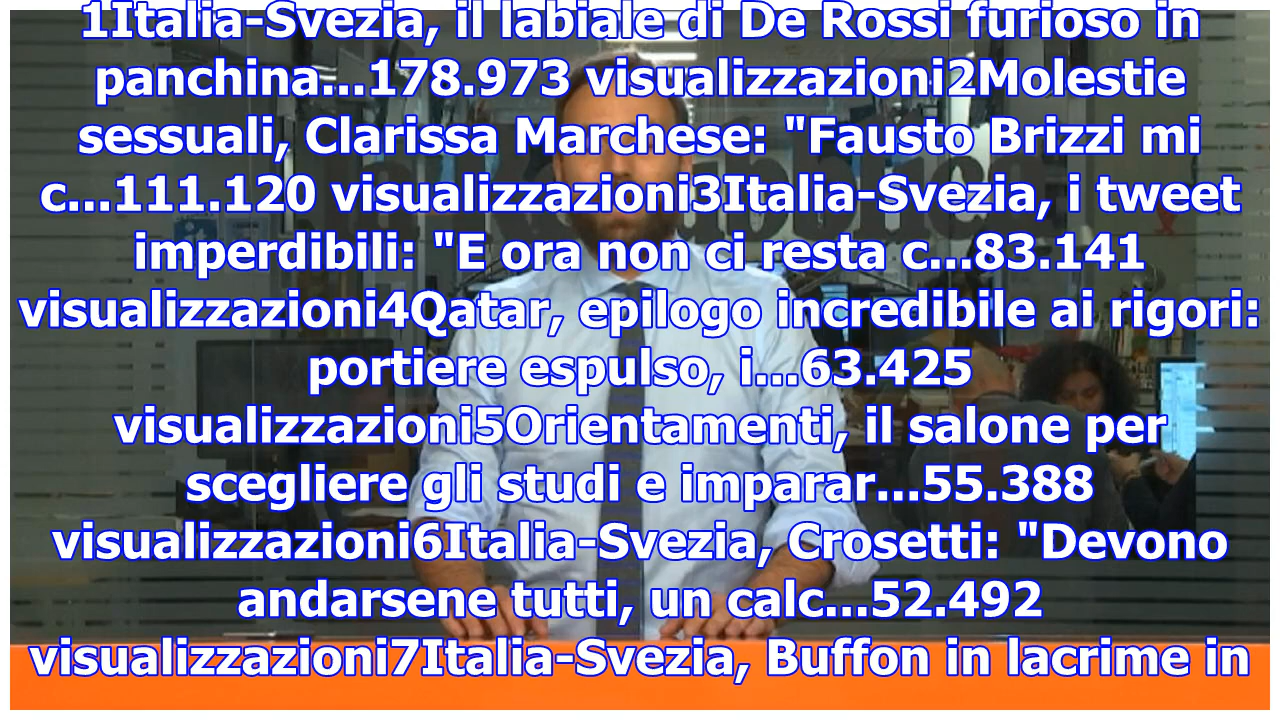 1Italia-Svezia, il labiale di De Rossi furioso in
panchina...178.973 visualizzazioni2Molestie
sessuali, Clarissa Marchese: "Fausto Brizzi mi
c...111.120 visualizzazioni3Italia-Svezia, i tweet
imperdibili: "E ora non ci resta c...83.141
visualizzazioni4Qatar, epilogo incredibile ai rigori:
portiere espulso, i...63.425
visualizzazioni5Orientamenti, il salone per
scegliere gli studi e imparar...55.388
visualizzazioni6Italia-Svezia, Crosetti: "Devono
andarsene tutti, un calc...52.492
visualizzazioni7Italia-Svezia, Buffon in lacrime in